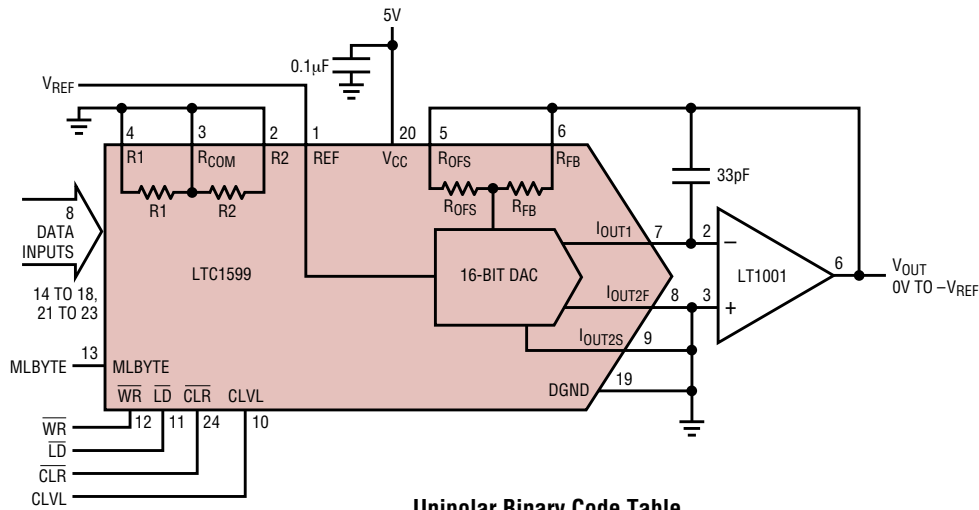 5V
0.1µF
VREF
4 3 2 1 20 5 6
R1 RCOM R2 REF VCC ROFS RFB
33pF
R1 R2
ROFS RFB
8
DATA
INPUTS
LTC1599
16-BIT DAC
IOUT1 7 2 −
LT1001
6
VOUT
0V TO –VREF
14 TO 18,
21 TO 23
IOUT2F 8 3 +
IOUT2S 9
MLBYTE 13 MLBYTE
DGND 19
WR LD CLR CLVL
12 11 24 10
WR
LD
CLR
CLVL
Unipolar Binary Code Table